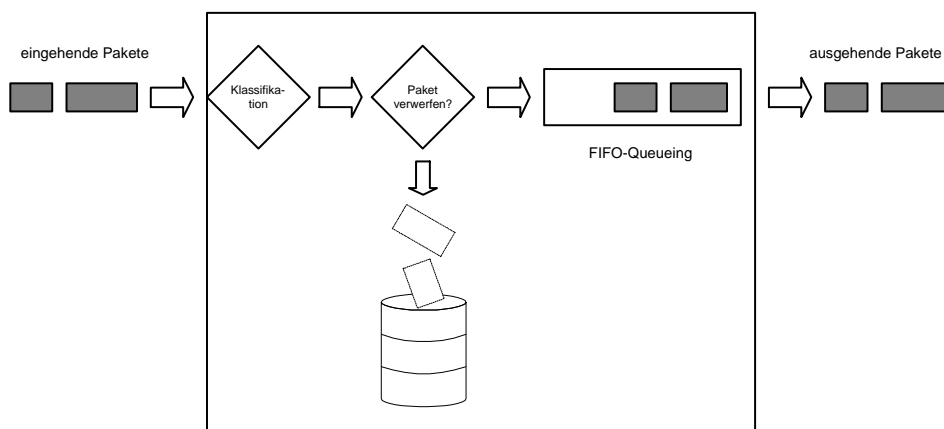 eingehende Pakete
ausgehende Pakete
Klassifika-
tion
Paket
verwerfen?
FIFO-Queueing